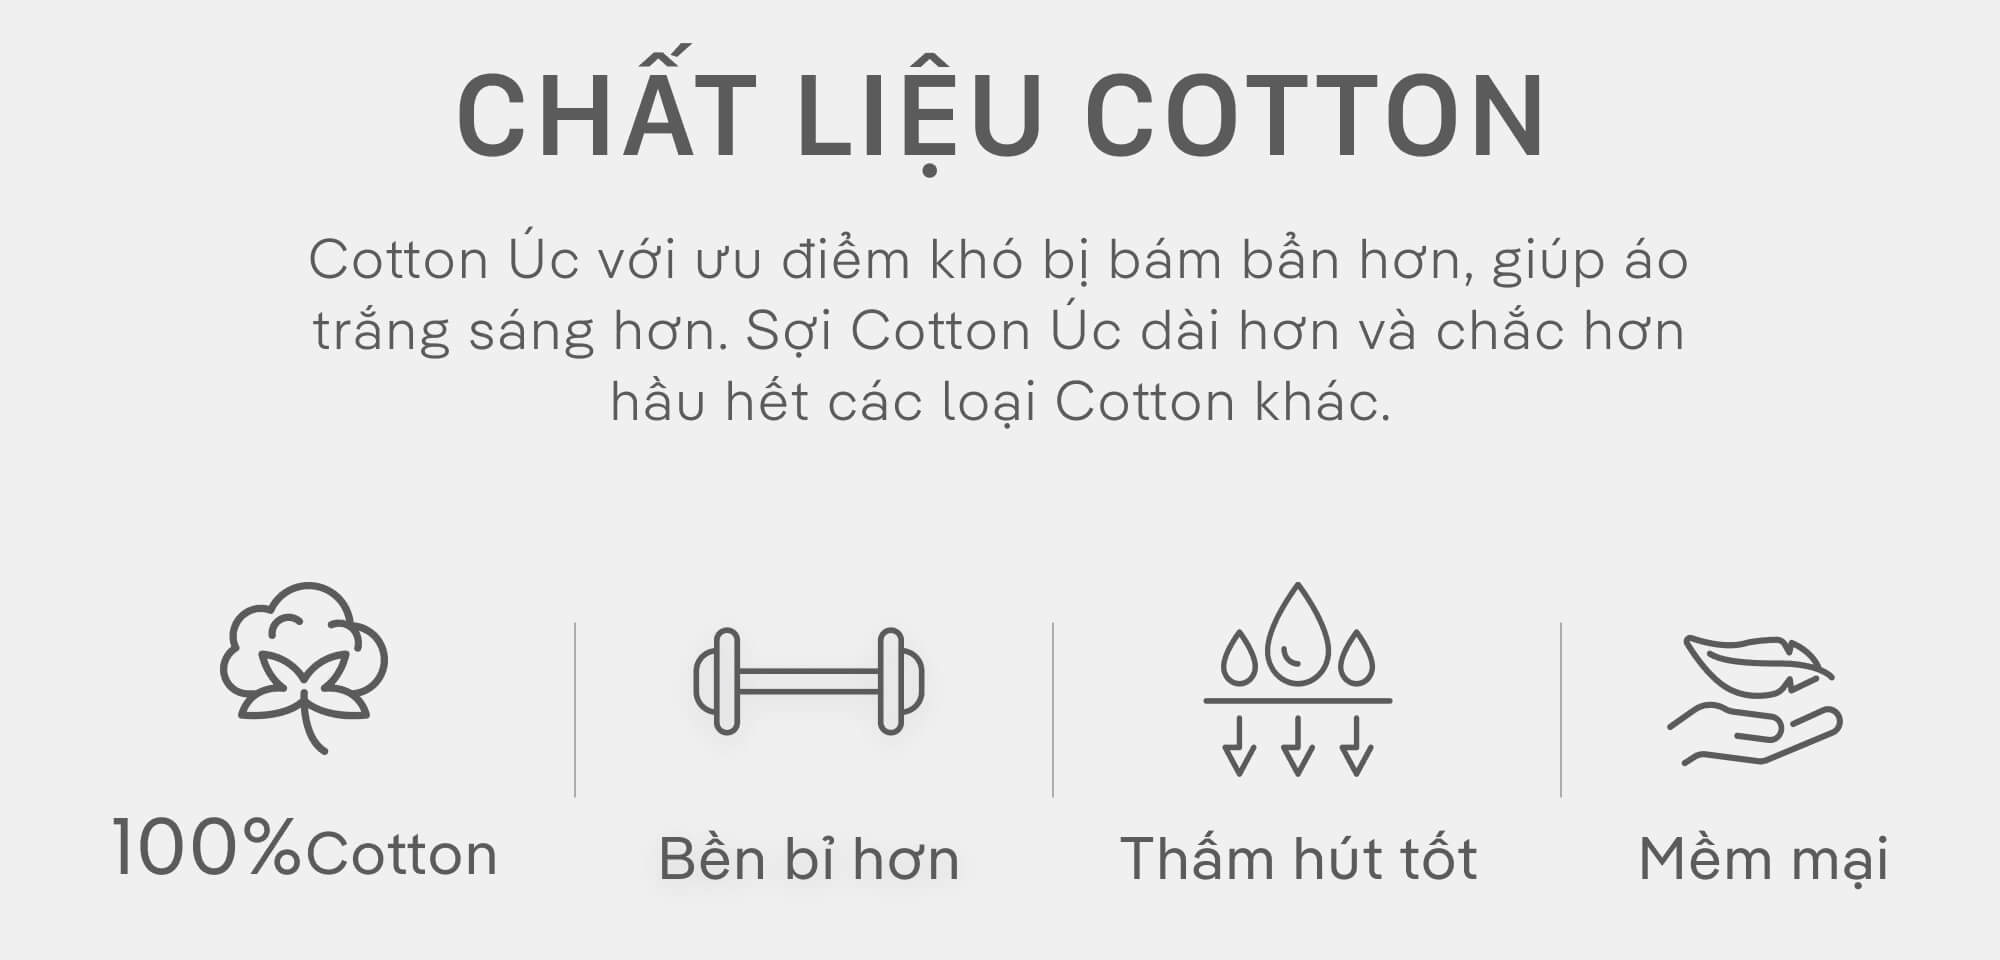 CHẤT LIỆU COTTON
Cotton Úc với ưu điểm khó bị bám bẩn hơn, giúp áo
trắng sáng hơn. Sợi Cotton Úc dài hơn và chắc hơn
hầu hết các loại Cotton khác.
100%Cotton
Bền bỉ hơn
Thấm hút tốt
Mềm mại